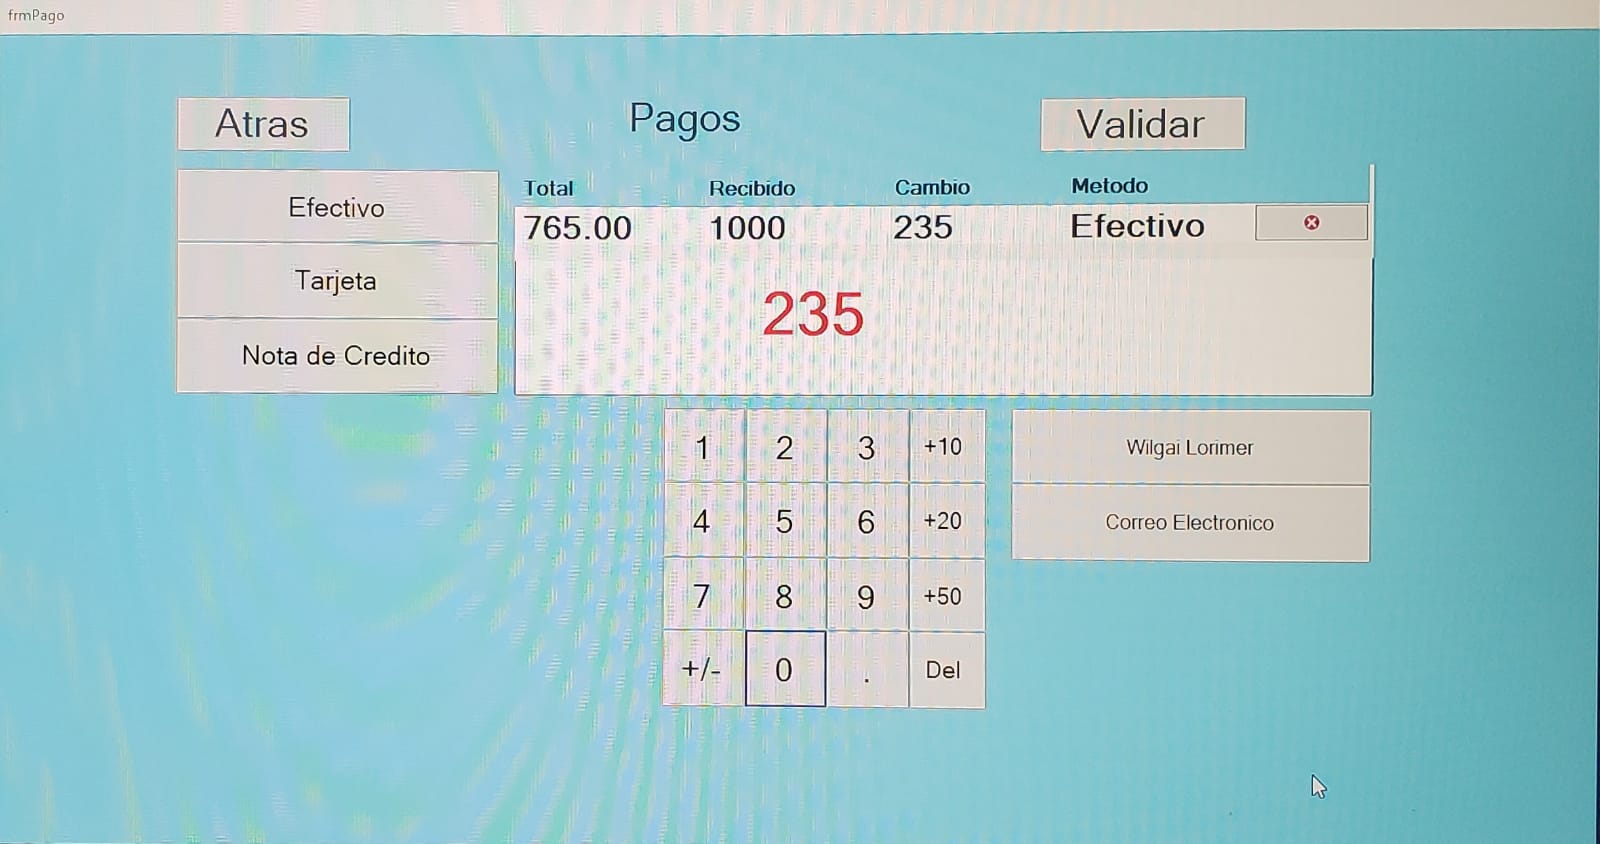 frmPago
Atras
Pagos
Validar
Efectivo
Tarjeta
Nota de Credito
Total Recibido Cambio Metodo
765.00 1000 235 Efectivo
235
1 2 3 +10
4 5 6 +20
7 8 9 +50
+/- 0 . Del
Wilgai Lorimer
Correo Electronico